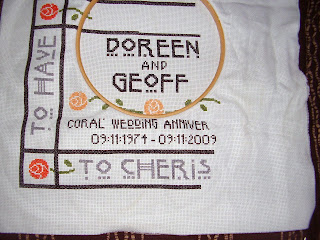 TO HAVE
DOREEN
AND
GEOFF
CORAL WEDDING ANNIVER
09:11:1974 - 09:11:2009
TO CHERIS